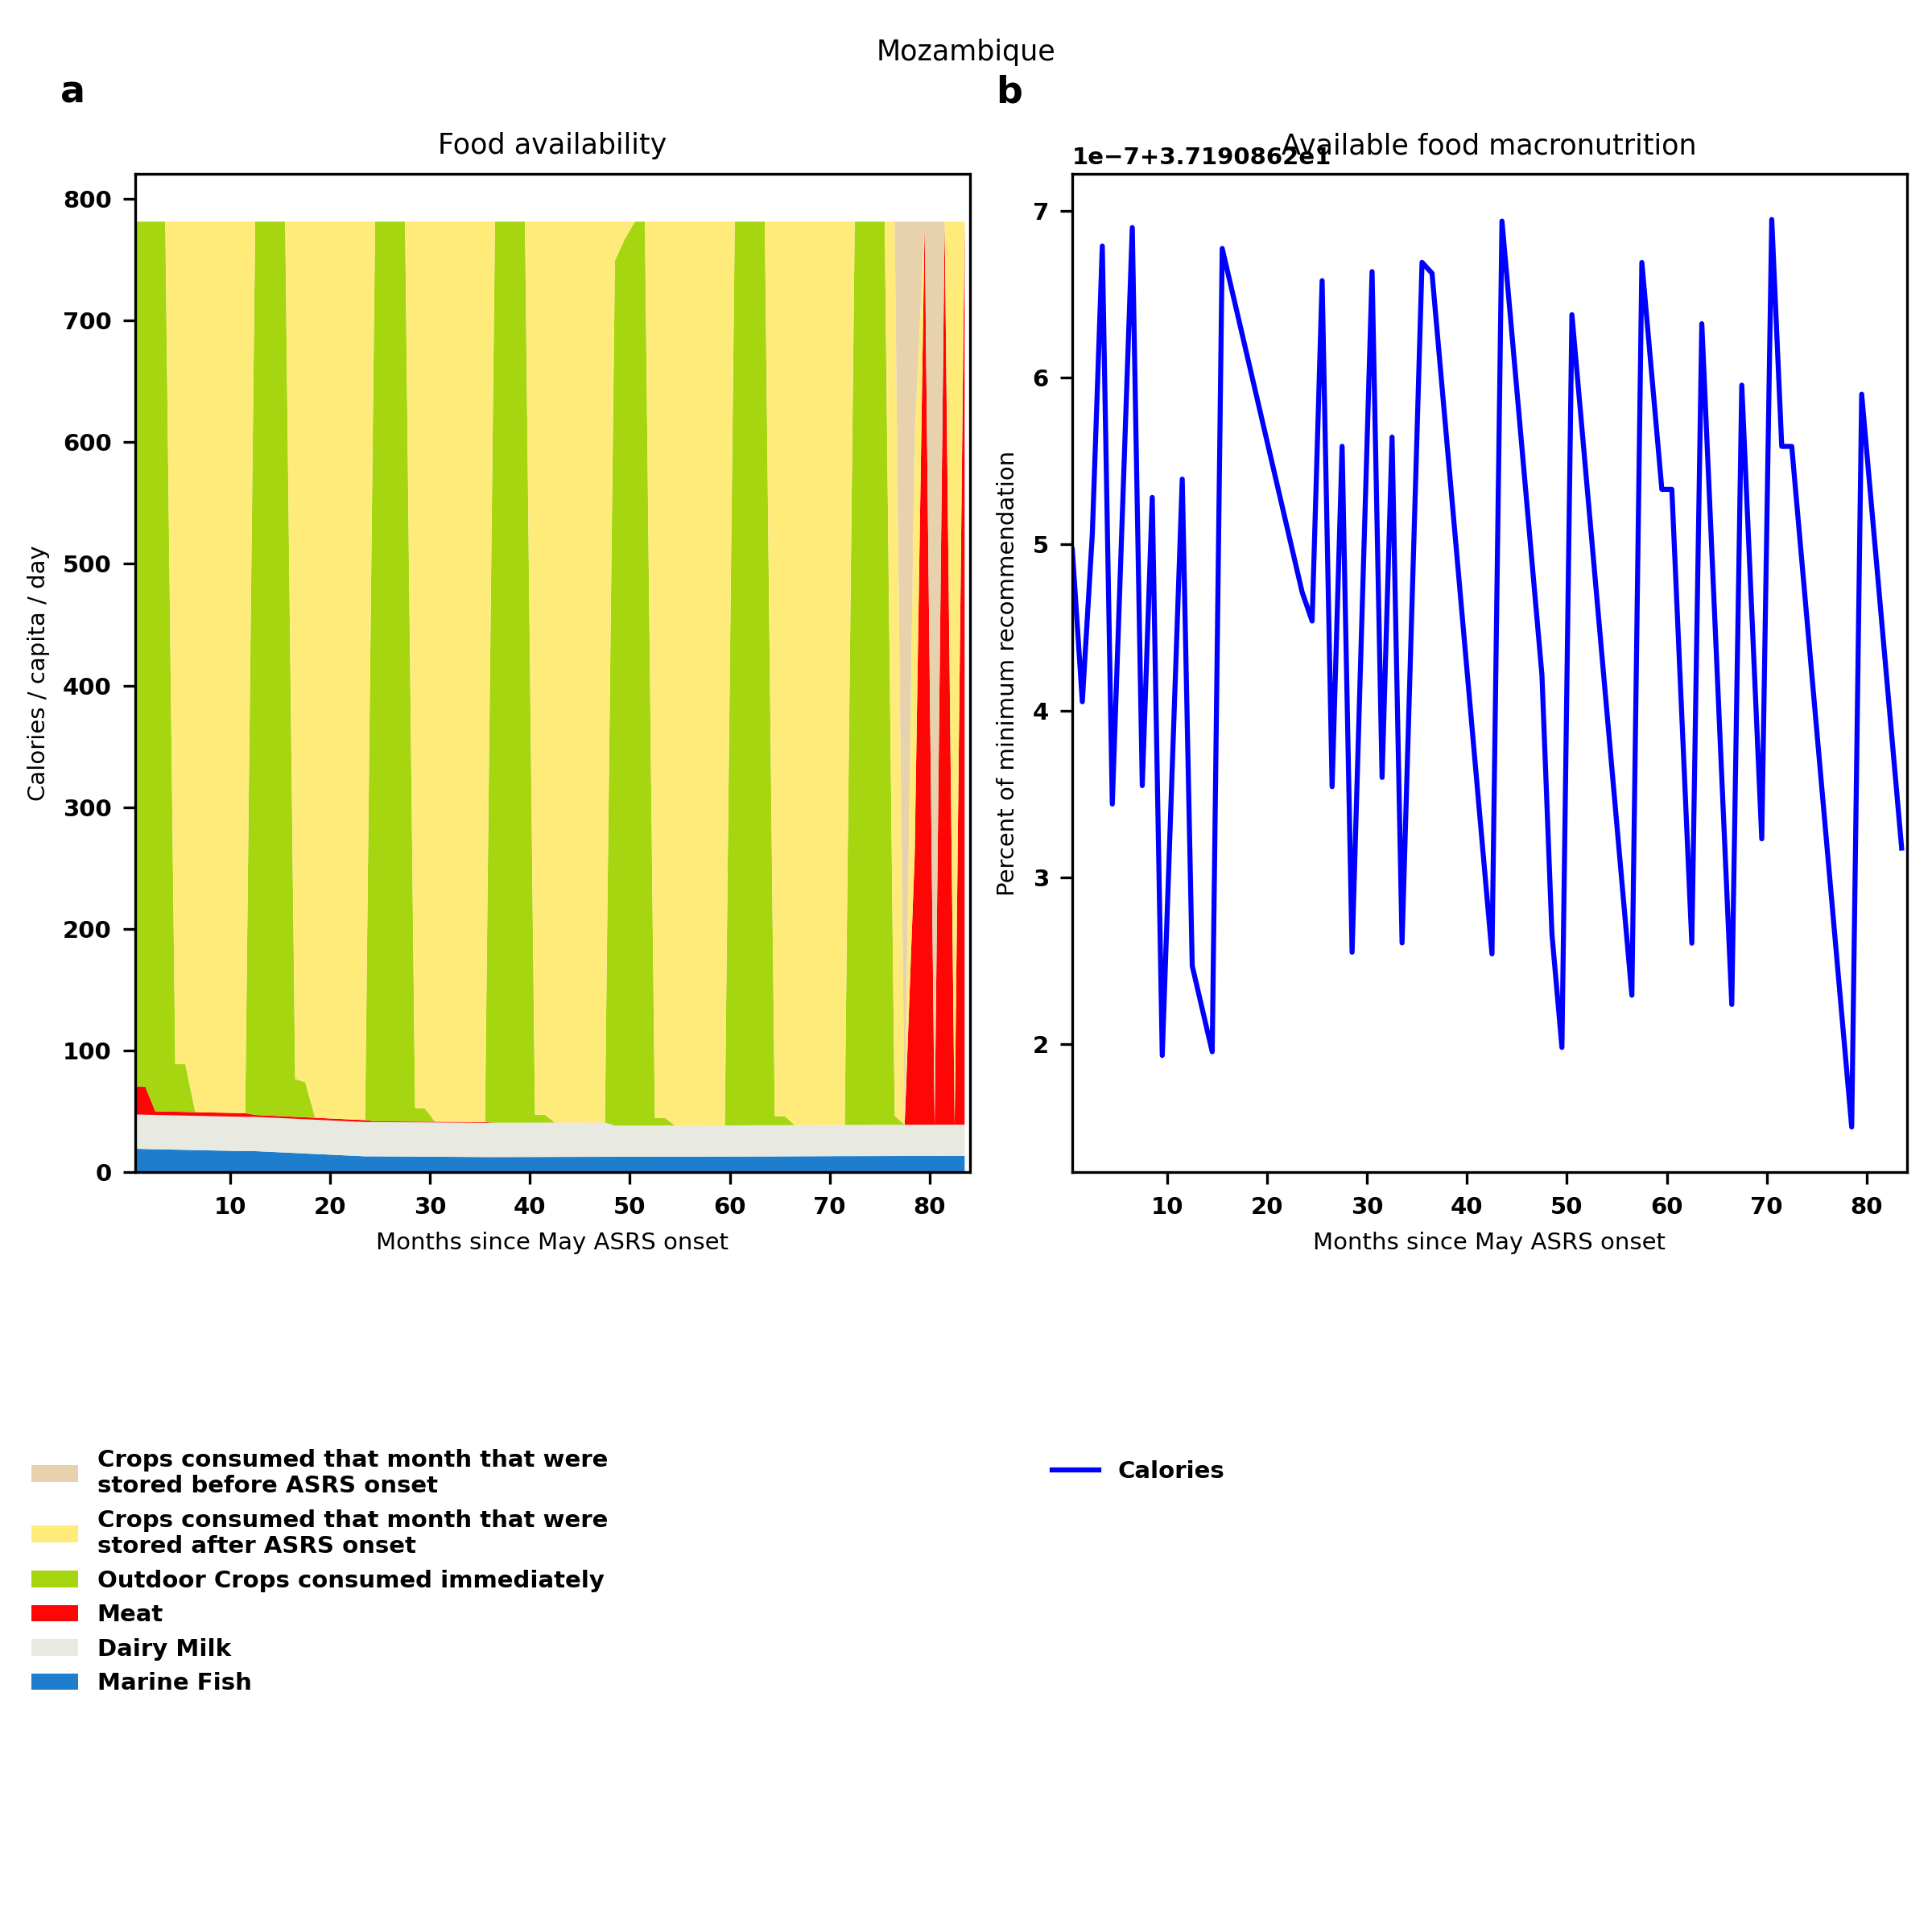 Mozambique
a
b
Food availability
Available food macronutrition
1e−7+3.7190862e1
Calories / capita / day
800
700
600
500
400
300
200
100
0
10 20 30 40 50 60 70 80
Months since May ASRS onset
Percent of minimum recommendation
7
6
5
4
3
2
10 20 30 40 50 60 70 80
Months since May ASRS onset
Crops consumed that month that were
stored before ASRS onset
Crops consumed that month that were
stored after ASRS onset
Outdoor Crops consumed immediately
Meat
Dairy Milk
Marine Fish
Calories